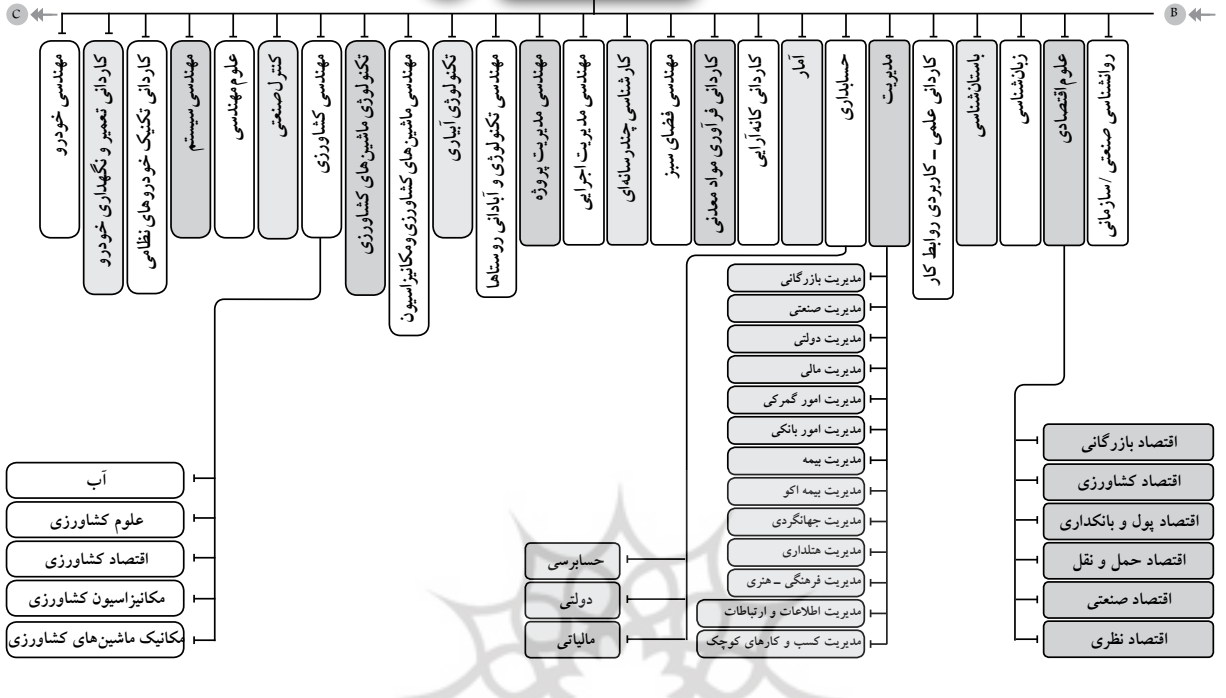 B
C
روانشناسی صنعتی /سازمانی
علوم اقتصادی
زبان‌شناسی
باستان‌شناسی
کاردانی علمی - کاربردی روابط کار
مدیریت
حسابداری
آمار
کاردانی کانه‌آرایی
کاردانی فرآوری مواد معدنی
مهندسی فضای سبز
کارشناسی چندرسانه‌ای
مهندسی مدیریت اجرایی
مهندسی مدیریت پروژه
مهندسی تکنولوژی و آبادانی روستاها
تکنولوژی آبیاری
مهندسی ماشین‌های کشاورزی ومکانیزاسیون
تکنولوژی ماشین‌های کشاورزی
مهندسی کشاورزی
کنترل صنعتی
علوم مهندسی
مهندسی سیستم
کاردانی تکنیک خودروهای نظامی
کاردانی تعمیر و نگهداری خودرو
مهندسی خودرو
اقتصاد بازرگانی
اقتصاد کشاورزی
اقتصاد پول و بانکداری
اقتصاد حمل و نقل
اقتصاد صنعتی
اقتصاد نظری
مدیریت بازرگانی
مدیریت صنعتی
مدیریت دولتی
مدیریت مالی
مدیریت امور گمرکی
مدیریت امور بانکی
مدیریت بیمه
مدیریت بیمه اکو
مدیریت جهانگردی
مدیریت هتلداری
مدیریت فرهنگی - هنری
مدیریت اطلاعات و ارتباطات
مدیریت کسب و کارهای کوچک
حسابرسی
دولتی
مالیاتی
آب
علوم کشاورزی
اقتصاد کشاورزی
مکانیزاسیون کشاورزی
مکانیک ماشین‌های کشاورزی